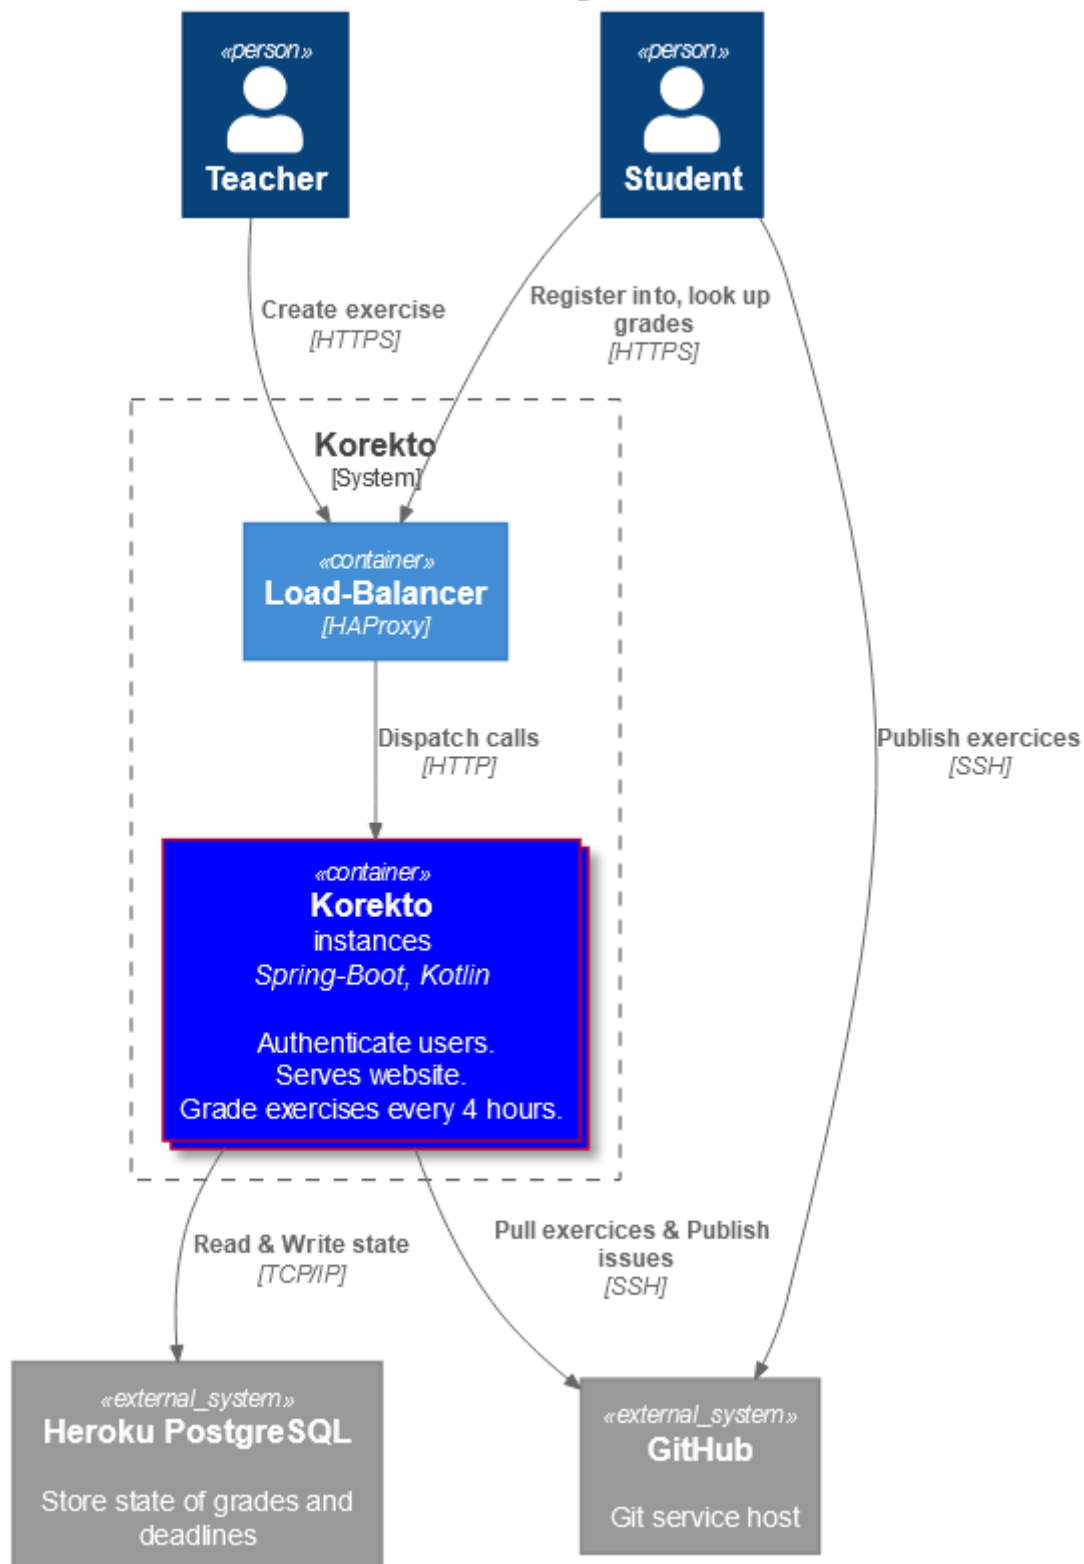 «person»
Teacher
«person»
Student
Create exercise
[HTTPS]
Register into, look up
grades
[HTTPS]
Korekto
[System]
«container»
Load-Balancer
[HAProxy]
Dispatch calls
[HTTP]
Publish exercices
[SSH]
«container»
Korekto
instances
Spring-Boot, Kotlin
Authenticate users.
Serves website.
Grade exercises every 4 hours.
Read & Write state
[TCP/IP]
Pull exercices & Publish
issues
[SSH]
«external_system»
Heroku PostgreSQL
Store state of grades and
deadlines
«external_system»
GitHub
Git service host